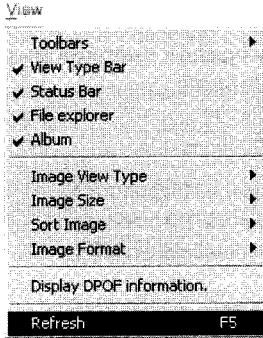 View
Toolbars
View Type Bar
Status Bar
File explorer
Album
Image View Type
Image Size
Sort Image
Image Format
Display DPOF information.
Refresh F5